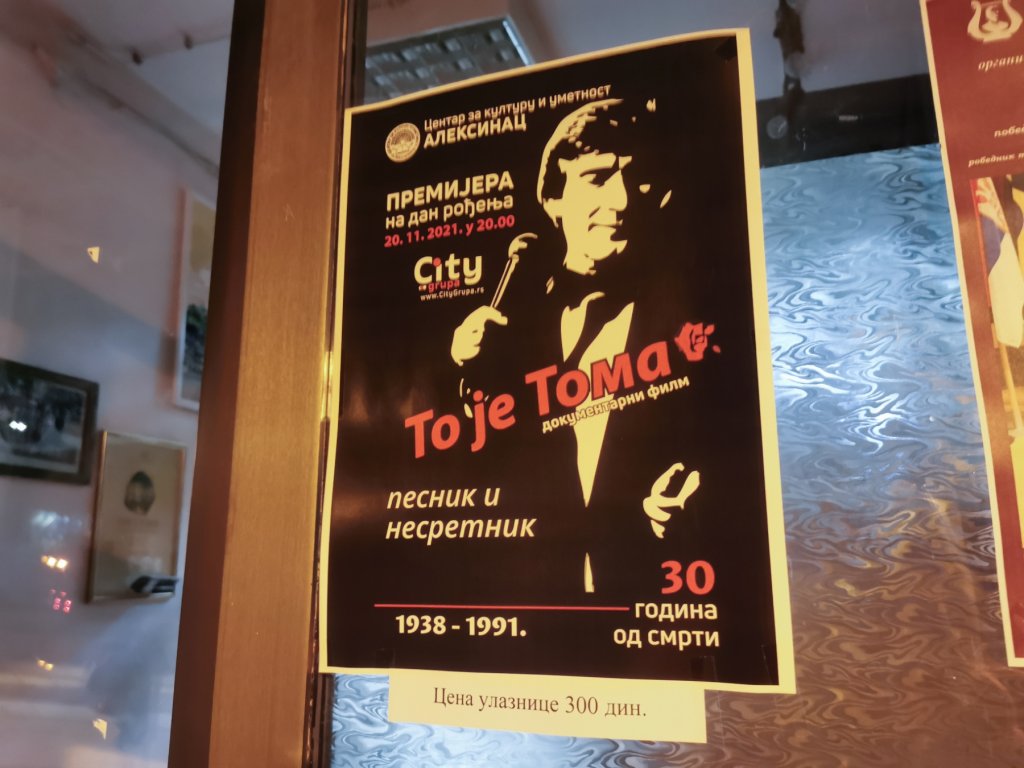 Центар за културу и уметност
АЛЕКСИНАЦ
ПРЕМИЈЕРА
на дан рођења
20. 11. 2021. у 20.00
City
grupa
www.CityGrupa.rs
То је Тома
документарни филм
песник и
несретник
30
година
од смрти
1938 - 1991.
Цена улазнице 300 дин.